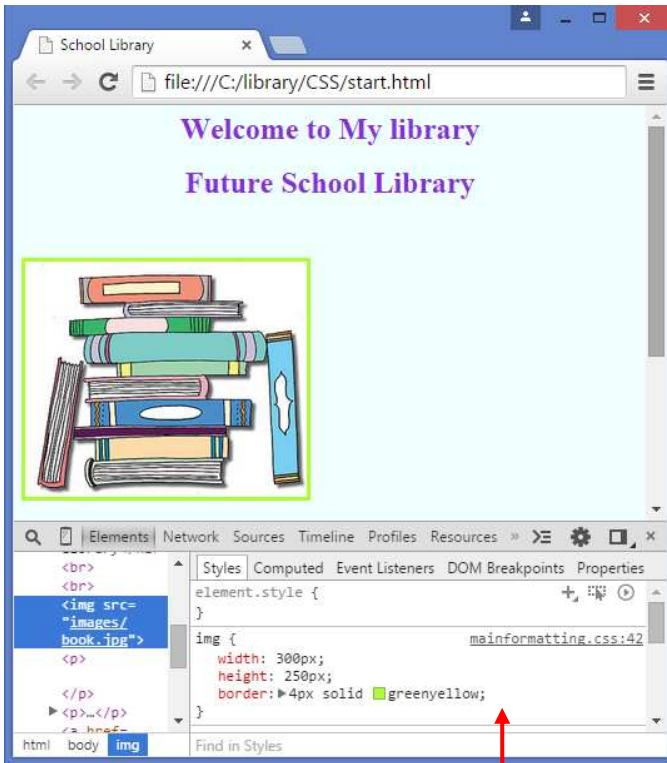 School Library
file:///C:/library/CSS/start.html
Welcome to My library
Future School Library
Elements Network Sources Timeline Profiles Resources »
<br>
<br>
<img src=
"images/
book.jpg">
<p>
</p>
<p>…</p>
Styles Computed Event Listeners DOM Breakpoints Properties
element.style {
}
img { mainformatting.css:42
width: 300px;
height: 250px;
border: 4px solid greenyellow;
}
html body img
Find in Styles